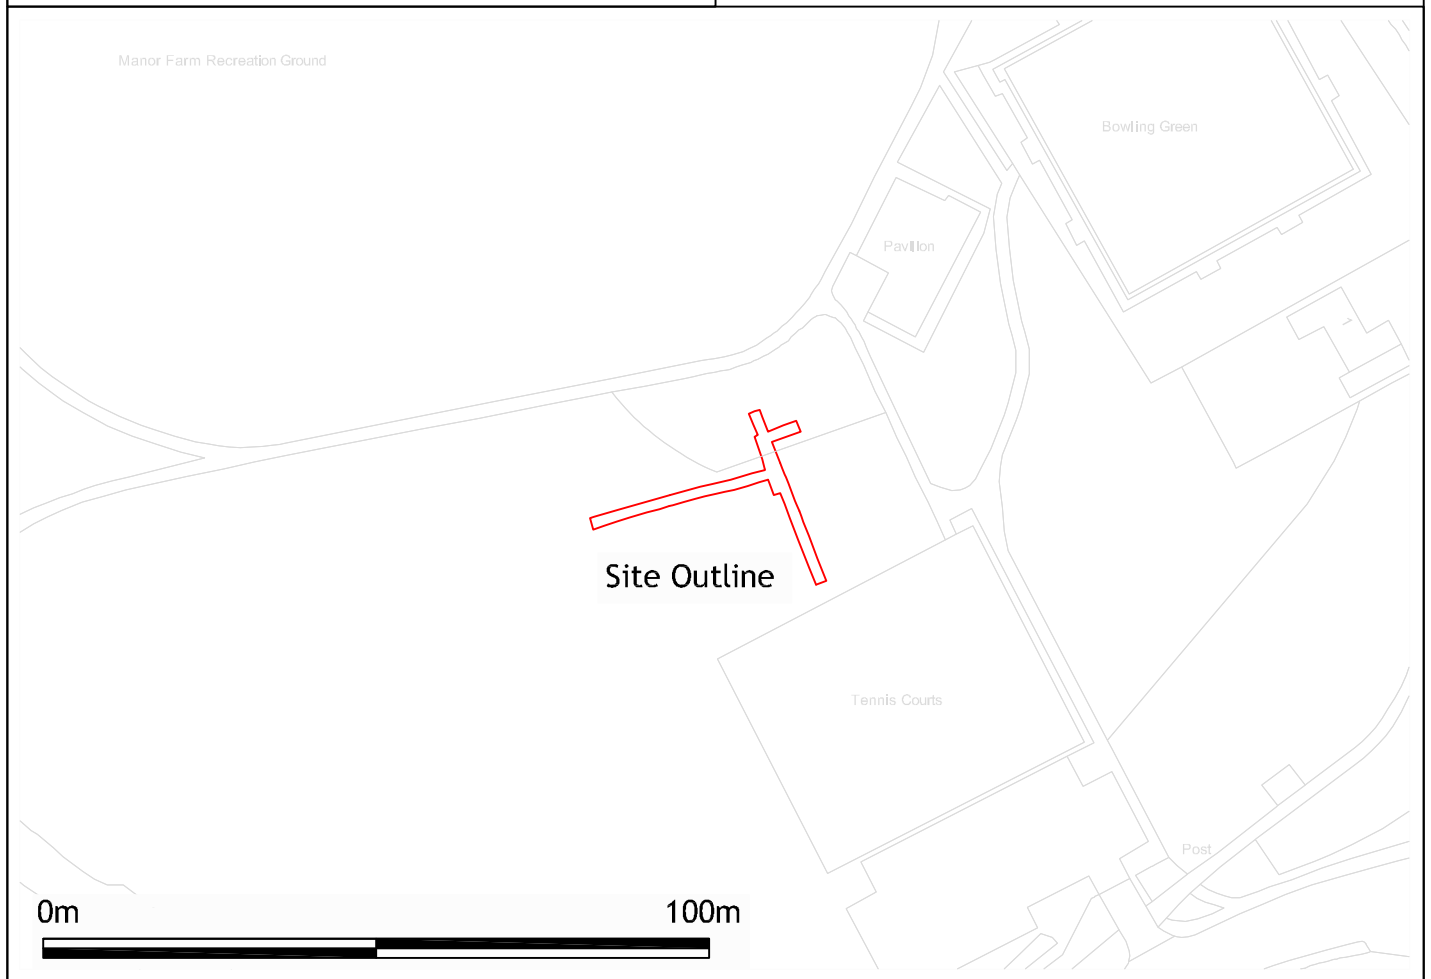 Manor Farm Recreation Ground
Bowling Green
Pavilion
Site Outline
Tennis Courts
Post
0m
100m